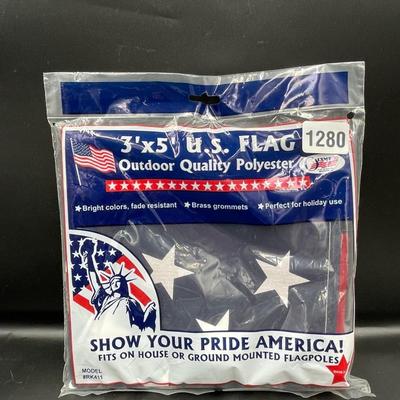 3'x5' U.S. FLAG
1280
Outdoor Quality Polyester
★Bright colors, fade resistant ★Brass grommets ★Perfect for holiday use
SHOW YOUR PRIDE AMERICA!
FITS ON HOUSE OR GROUND MOUNTED FLAGPOLES
MODEL
#RK411